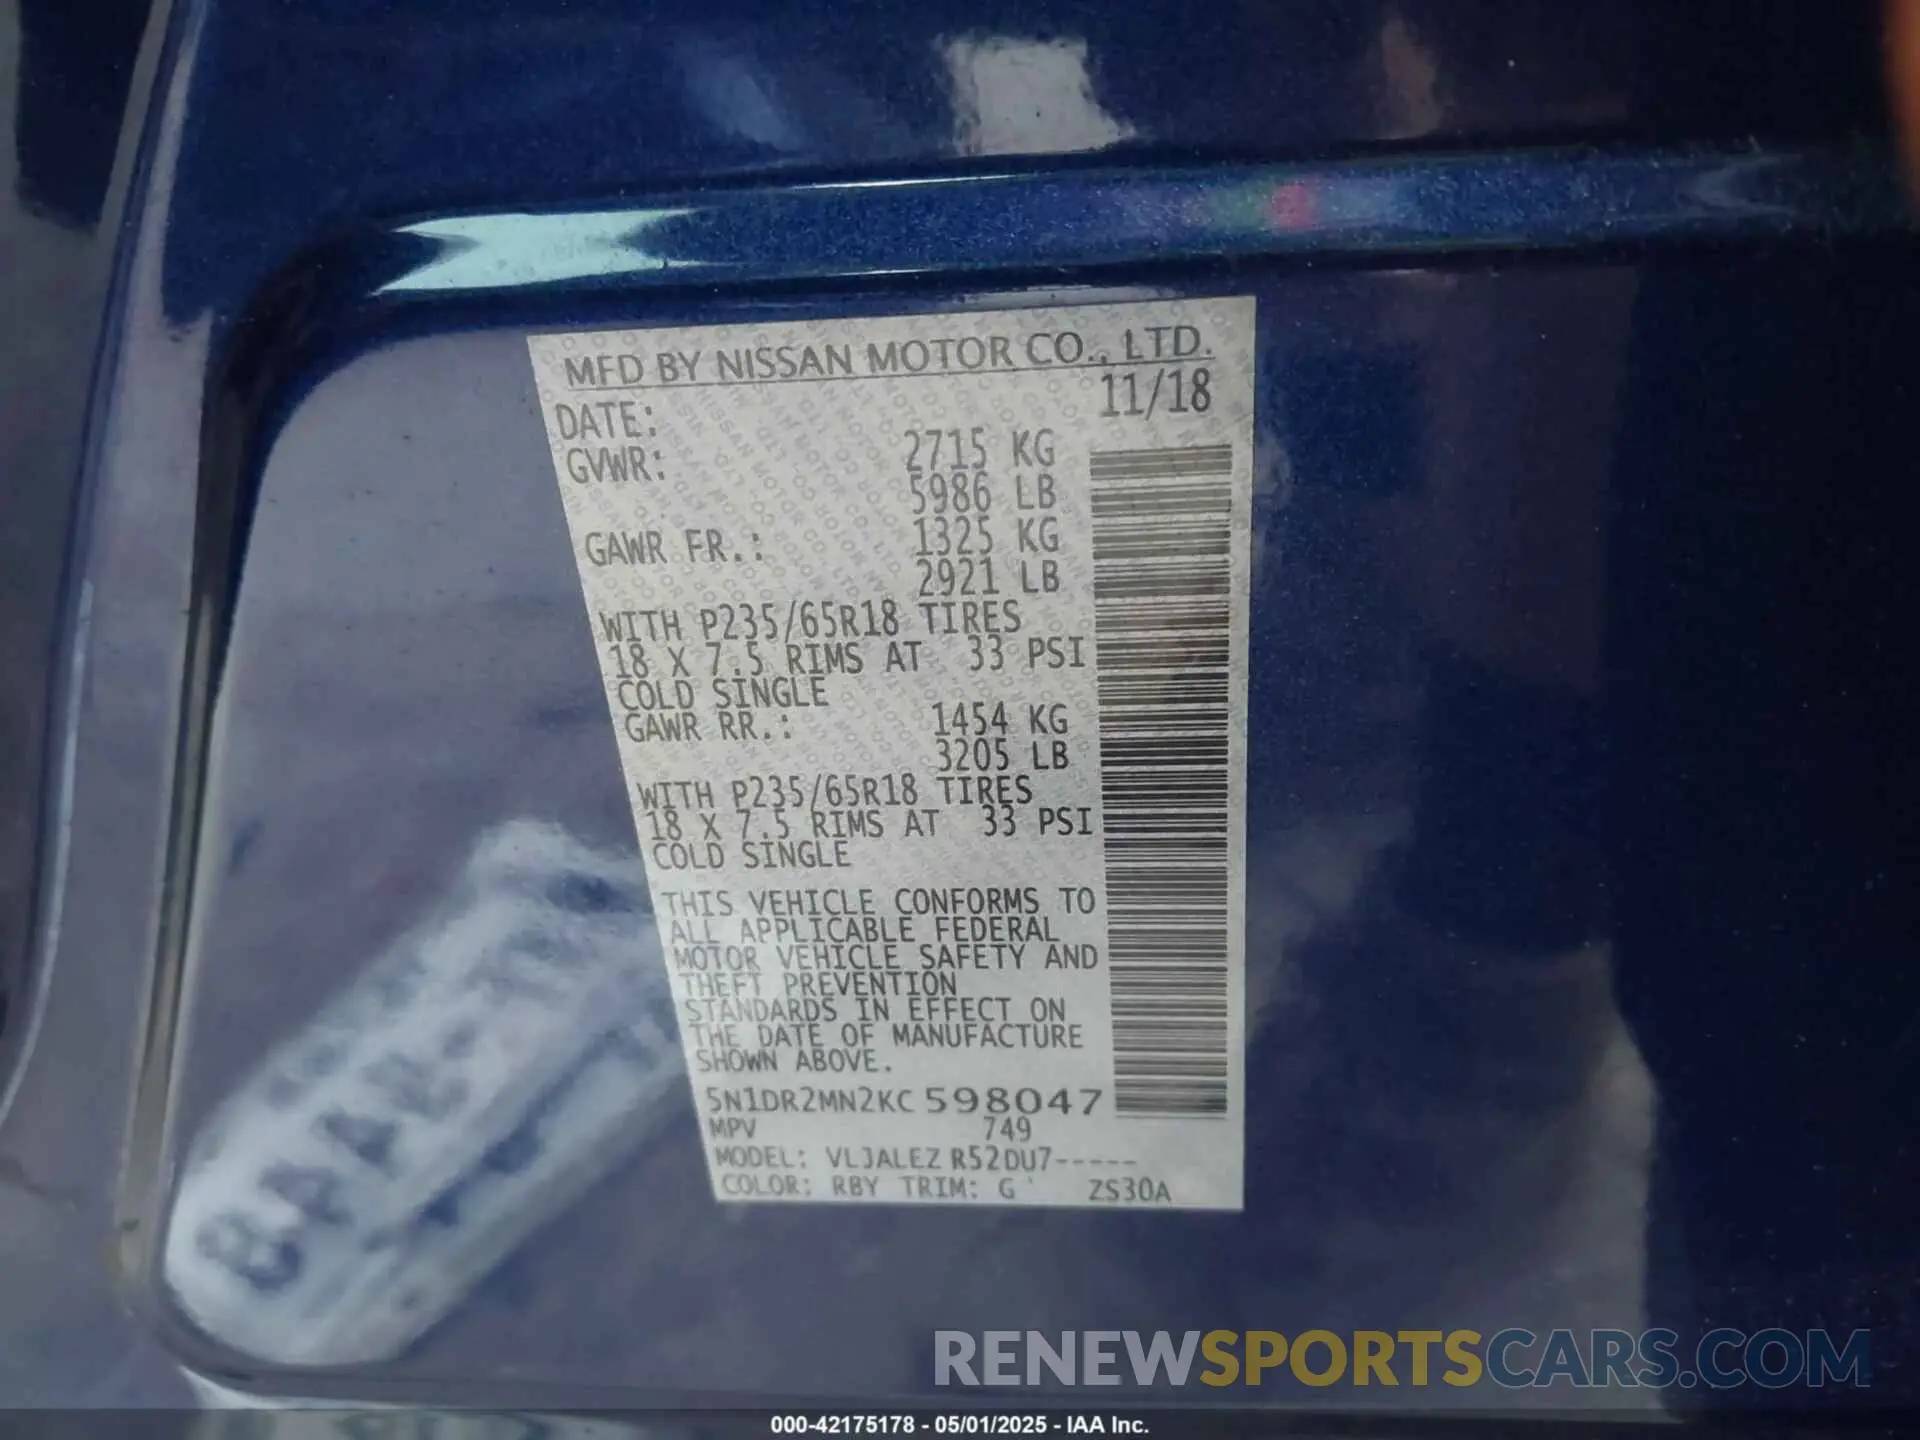 MFD BY NISSAN MOTOR CO., LTD.
DATE: 11/18
GVWR: 2715 KG
5986 LB
GAWR FR.: 1325 KG
2921 LB
WITH P235/65R18 TIRES
18 X 7.5 RIMS AT 33 PSI
COLD SINGLE
GAWR RR.: 1454 KG
3205 LB
WITH P235/65R18 TIRES
18 X 7.5 RIMS AT 33 PSI
COLD SINGLE
THIS VEHICLE CONFORMS TO
ALL APPLICABLE FEDERAL
MOTOR VEHICLE SAFETY AND
THEFT PREVENTION
STANDARDS IN EFFECT ON
THE DATE OF MANUFACTURE
SHOWN ABOVE.
5N1DR2MN2KC598047
MPV 749
MODEL: VLJALEZ R52DU7-----
COLOR: RBY TRIM: G ZS30A
RENEWSPORTSCARS.COM
000-42175178 - 05/01/2025 - IAA Inc.